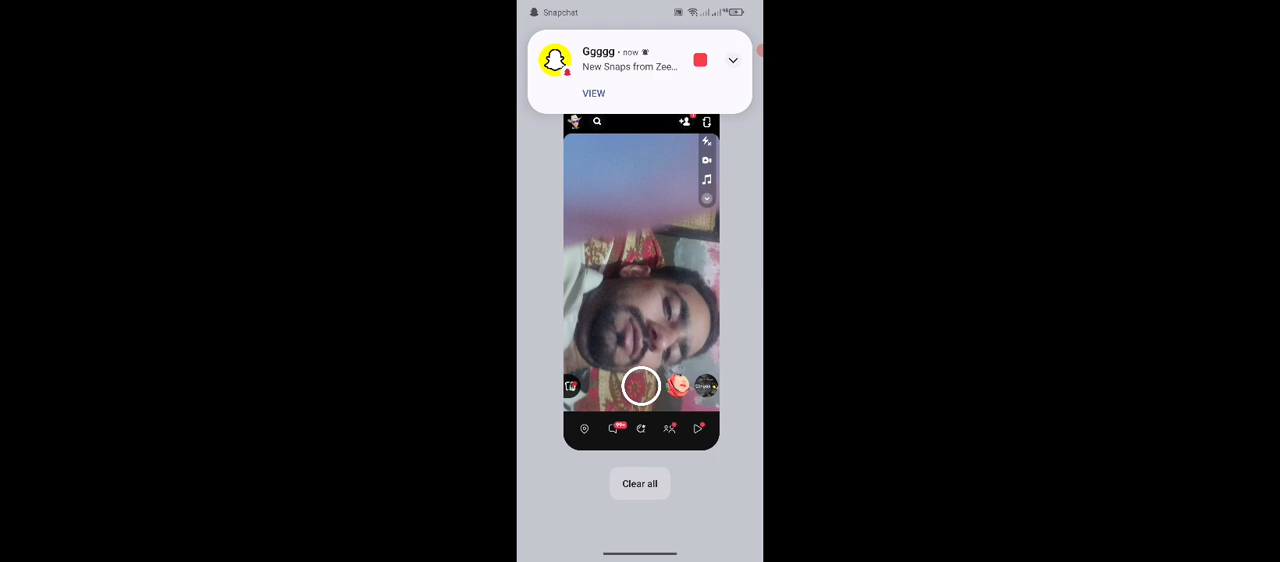 Snapchat
Ggggg • now
New Snaps from Zee...
VIEW
99+
Clear all